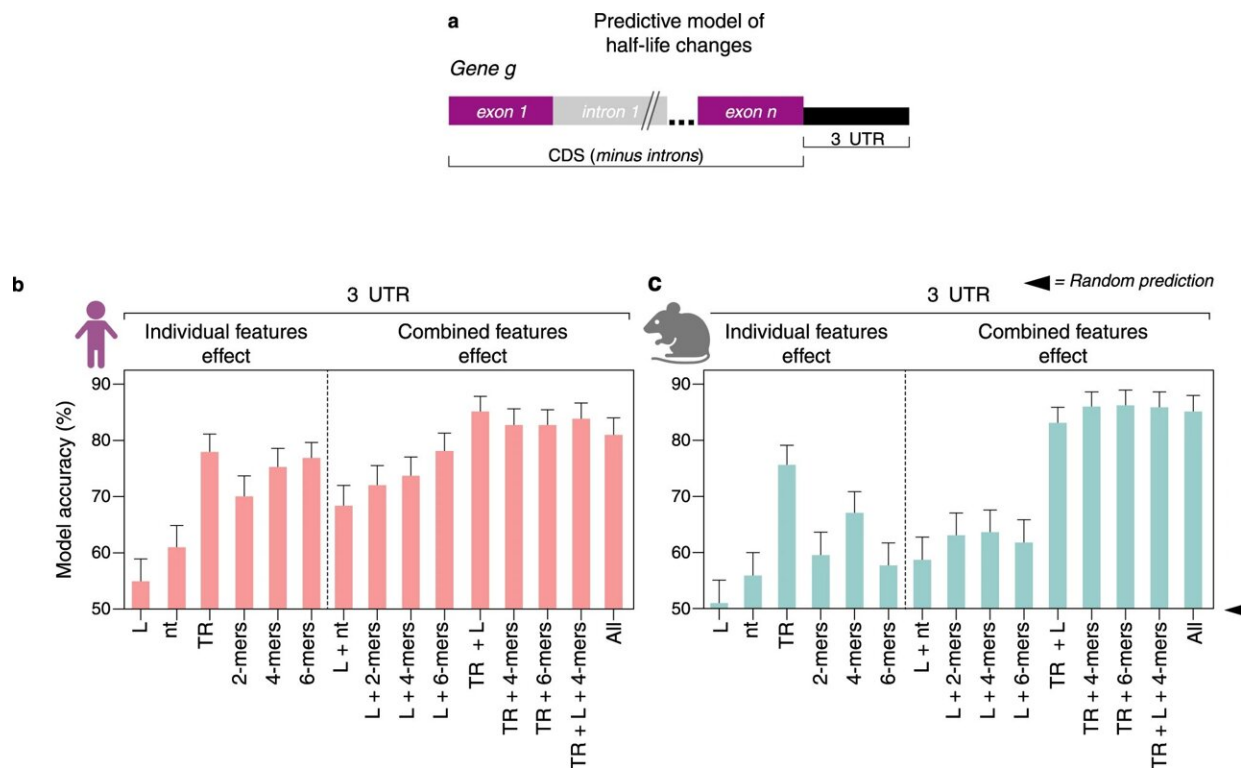 a
Predictive model of
half-life changes
Gene g
exon 1
intron 1
exon n
3 UTR
CDS (minus introns)
b
3 UTR
Individual features
effect
Combined features
effect
Model accuracy (%)
90
80
70
60
50
L
nt
TR
2-mers
4-mers
6-mers
L + nt
L + 2-mers
L + 4-mers
L + 6-mers
TR + L
TR + 4-mers
TR + 6-mers
TR + L + 4-mers
All
c
= Random prediction
3 UTR
Individual features
effect
Combined features
effect
90
80
70
60
50
L
nt
TR
2-mers
4-mers
6-mers
L + nt
L + 2-mers
L + 4-mers
L + 6-mers
TR + L
TR + 4-mers
TR + 6-mers
TR + L + 4-mers
All